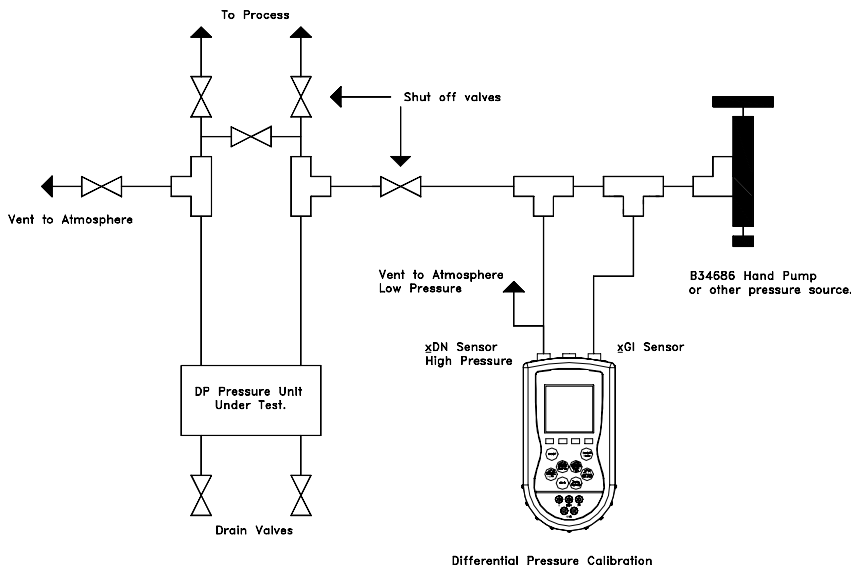 To Process
Shut off valves
Vent to Atmosphere
Vent to Atmosphere
Low Pressure
B34686 Hand Pump
or other pressure source.
xDN Sensor
High Pressure
xGI Sensor
DP Pressure Unit
Under Test.
Drain Valves
Differential Pressure Calibration